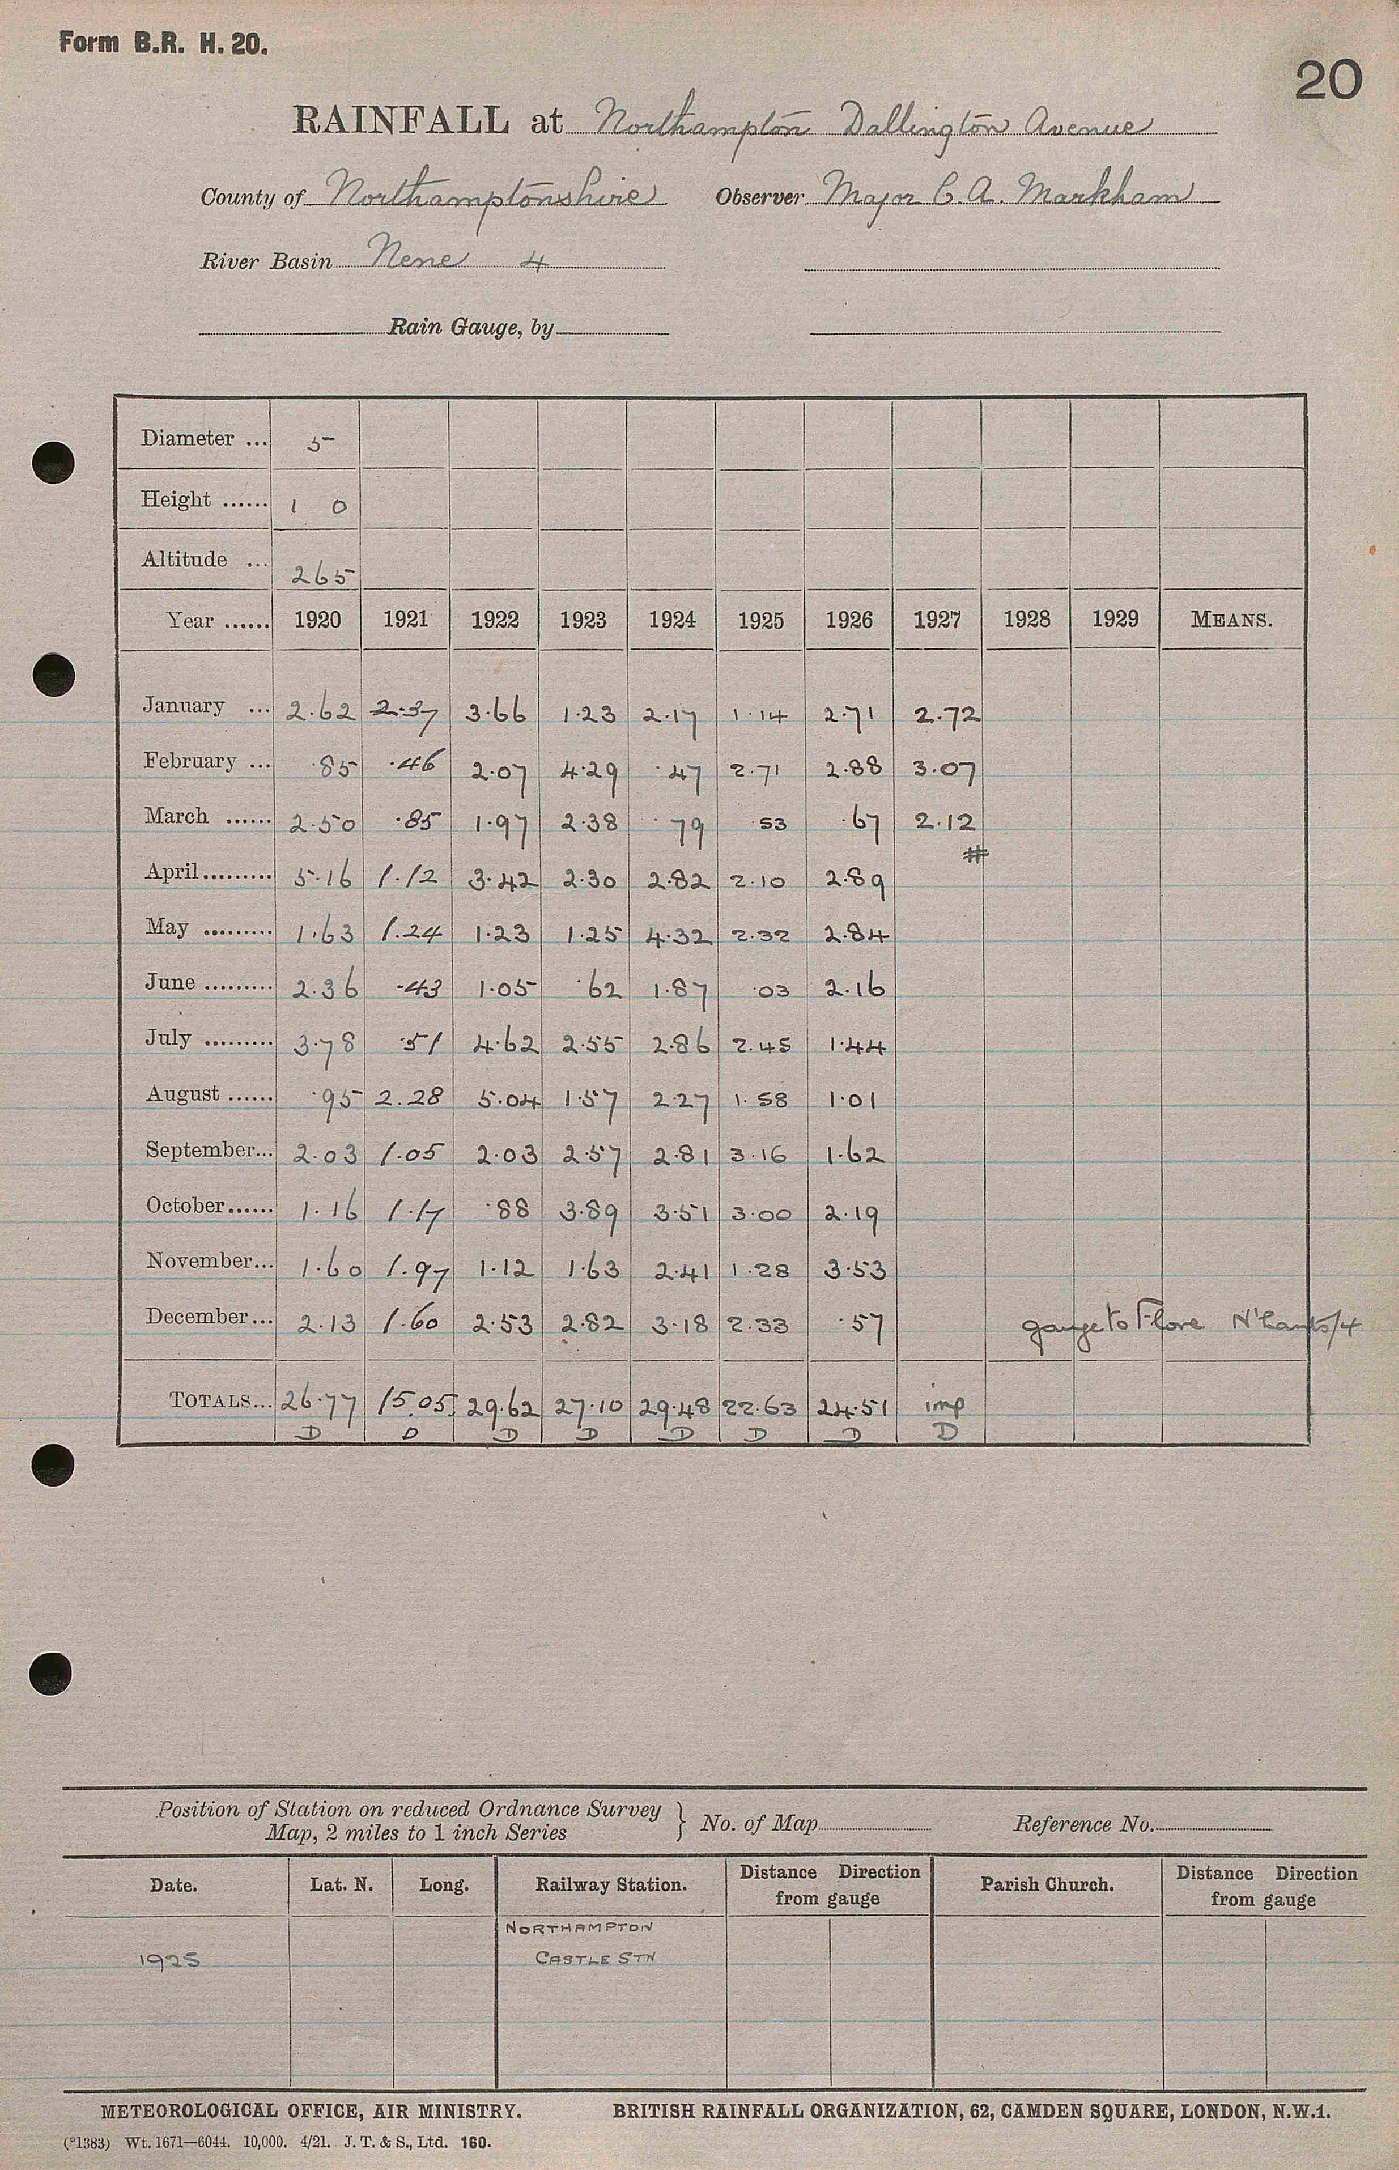 Form B.R. H. 20.
20
RAINFALL at Northampton Dallington Avenue
County of Northamptonshire Observer Major C. A. Markham
River Basin Nene 4
Rain Gauge, by
Diameter ... 5
Height ...... 1 0
Altitude ... 265
Year ...... 1920 1921 1922 1923 1924 1925 1926 1927 1928 1929 MEANS.
January ... 2.62 2.37 3.66 1.23 2.17 1.14 2.71 2.72
February ... .85 .46 2.07 4.29 .47 2.71 2.88 3.07
March ...... 2.50 .85 1.97 2.38 .79 .53 .67 2.12
#
April......... 5.16 1.12 3.42 2.30 2.82 2.10 2.89
May ......... 1.63 1.24 1.23 1.25 4.32 2.32 2.84
June ......... 2.36 .43 1.05 .62 1.87 .03 2.16
July ......... 3.78 .51 4.62 2.55 2.86 2.45 1.44
August ...... .95 2.28 5.04 1.57 2.27 1.58 1.01
September... 2.03 1.05 2.03 2.57 2.81 3.16 1.62
October...... 1.16 1.17 .88 3.89 3.51 3.00 2.19
November... 1.60 1.97 1.12 1.63 2.41 1.28 3.53
December... 2.13 1.60 2.53 2.82 3.18 2.33 .57 gauge to Flore N'hants/4
TOTALS... 26.77 15.05 29.62 27.10 29.48 22.63 24.51 imp
D D D D D D D D
Position of Station on reduced Ordnance Survey
Map, 2 miles to 1 inch Series } No. of Map Reference No.
Date. Lat. N. Long. Railway Station. Distance Direction from gauge Parish Church. Distance Direction from gauge
NORTHAMPTON
1925 CASTLE STN
METEOROLOGICAL OFFICE, AIR MINISTRY. BRITISH RAINFALL ORGANIZATION, 62, CAMDEN SQUARE, LONDON, N.W.1.
(*1383) Wt. 1671—6044. 10,000. 4/21. J. T. & S., Ltd. 160.